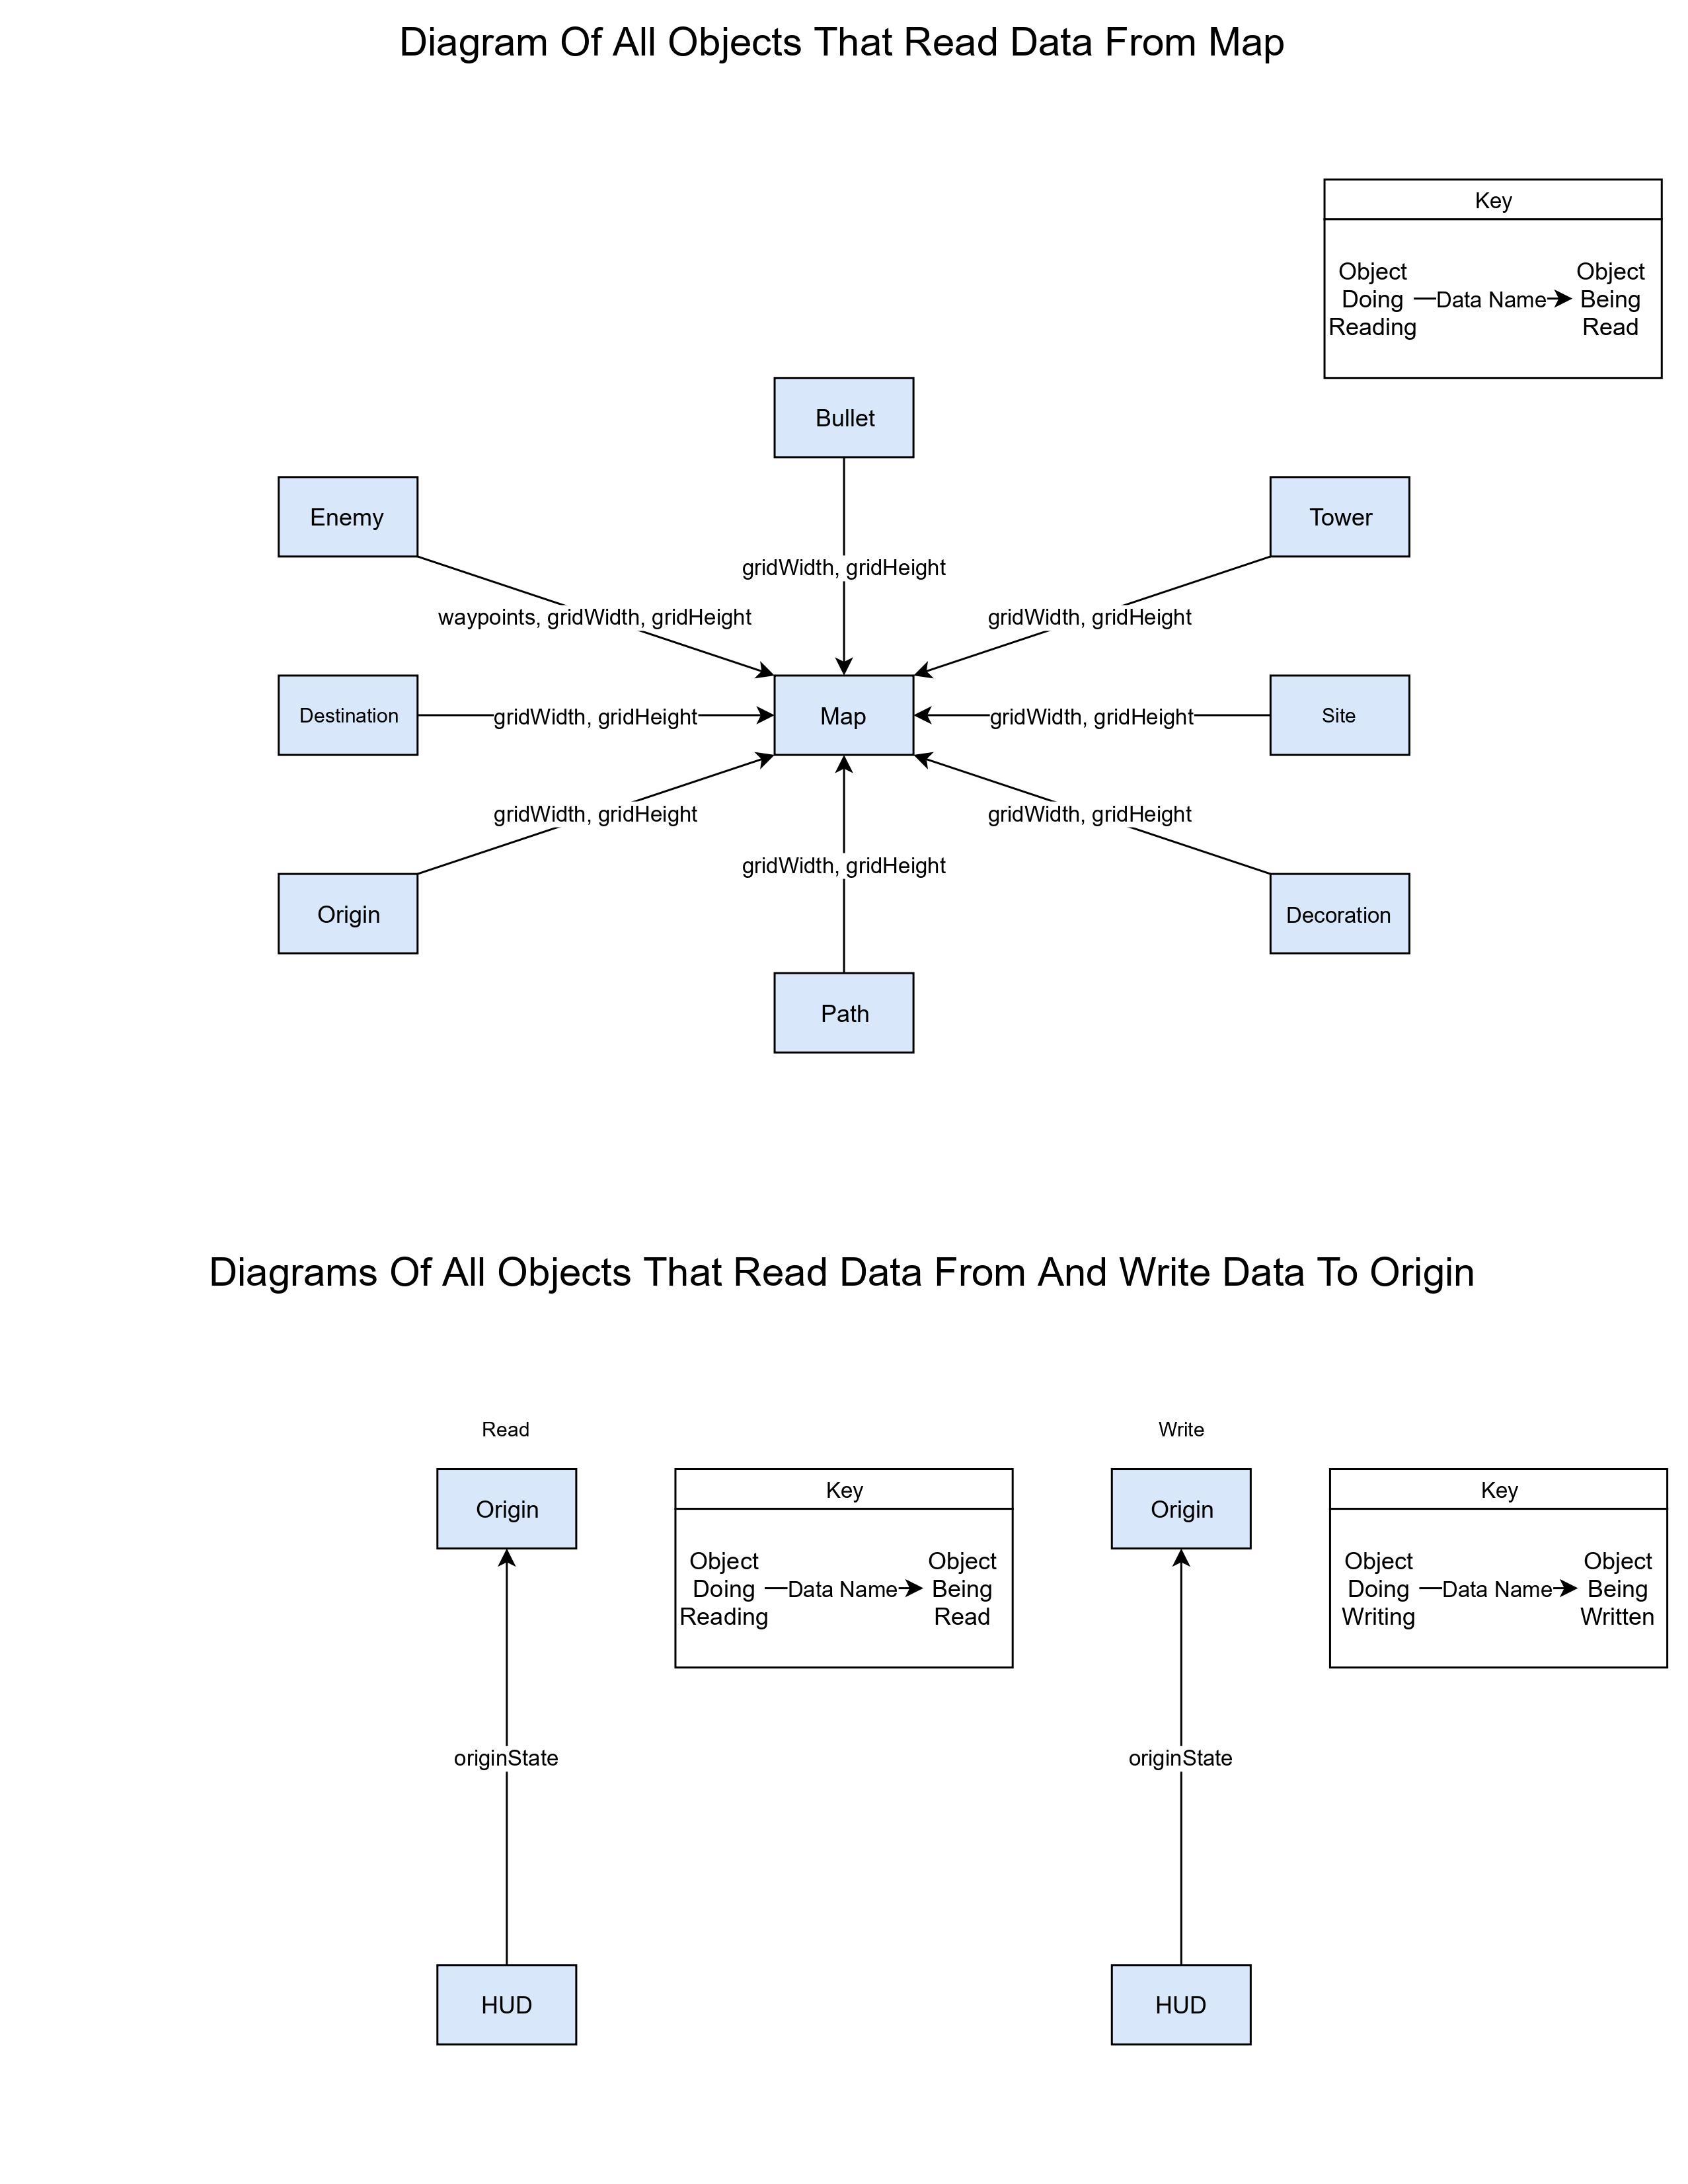 Diagram Of All Objects That Read Data From Map
Key
Object
Doing
Reading
Data Name
Object
Being
Read
Bullet
Enemy
Tower
gridWidth, gridHeight
waypoints, gridWidth, gridHeight
gridWidth, gridHeight
Destination
gridWidth, gridHeight
Map
gridWidth, gridHeight
Site
gridWidth, gridHeight
gridWidth, gridHeight
gridWidth, gridHeight
Origin
Decoration
Path
Diagrams Of All Objects That Read Data From And Write Data To Origin
Read
Origin
Key
Object
Doing
Reading
Data Name
Object
Being
Read
originState
HUD
Write
Origin
Key
Object
Doing
Writing
Data Name
Object
Being
Written
originState
HUD